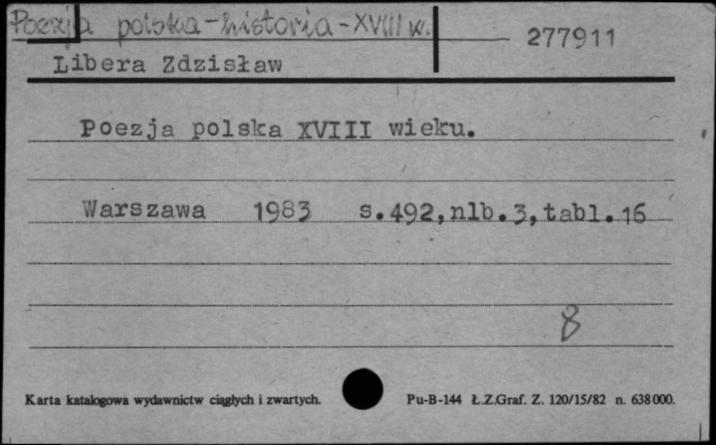 Poezja polska-historia-XVIII w.
277911
Libera Zdzisław
Poezja polska XVIII wieku.
Warszawa 1983 s.492,nlb.3,tabl.16
8
Karta katalogowa wydawnictw ciągłych i zwartych. Pu-B-144 Ł.Z.Graf. Z. 120/15/82 n. 638000.